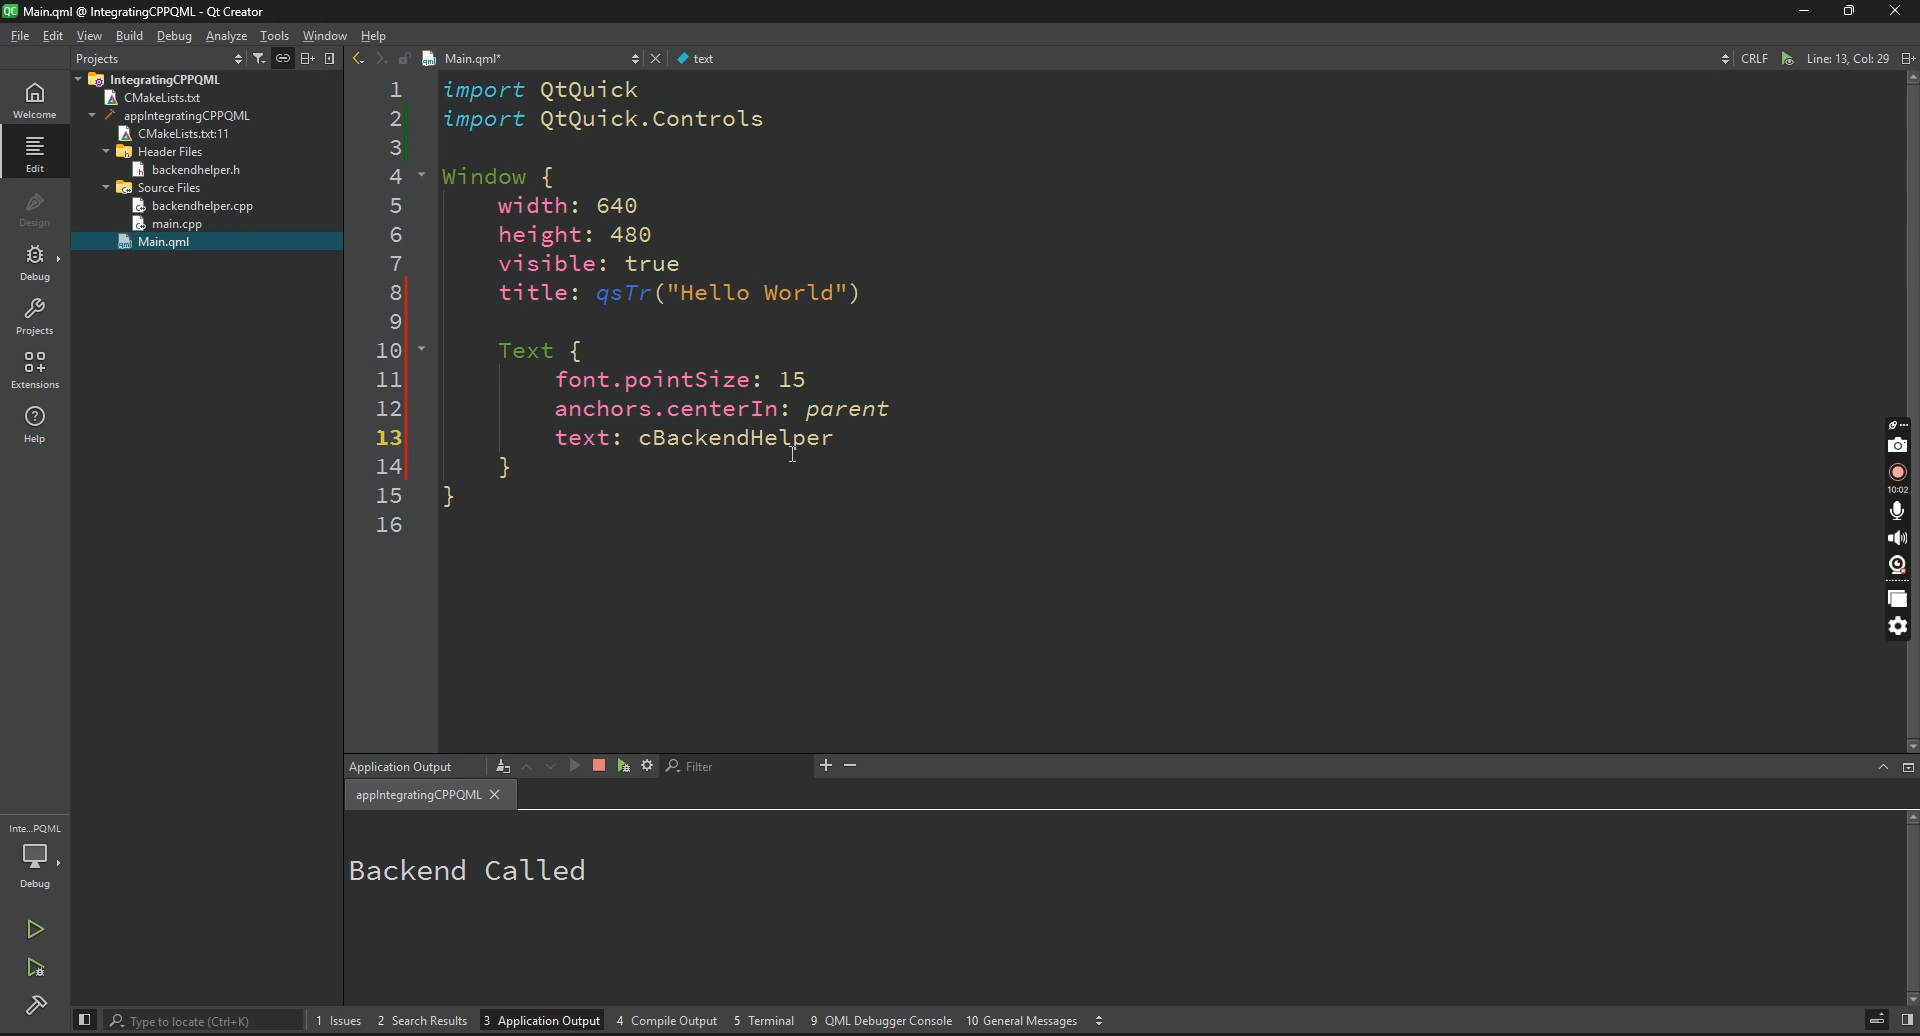 Main.qml @ IntegratingCPPQML - Qt Creator
File Edit View Build Debug Analyze Tools Window Help
Projects
Main.qml*
text
CRLF
Line: 13, Col: 29
Welcome
Edit
Design
Debug
Projects
Extensions
Help
IntegratingCPPQML
CMakeLists.txt
appIntegratingCPPQML
CMakeLists.txt:11
Header Files
backendhelper.h
Source Files
backendhelper.cpp
main.cpp
Main.qml
1 import QtQuick
2 import QtQuick.Controls
3
4 Window {
5 width: 640
6 height: 480
7 visible: true
8 title: qsTr("Hello World")
9
10 Text {
11 font.pointSize: 15
12 anchors.centerIn: parent
13 text: cBackendHelper
14 }
15 }
16
10:02
Application Output
Filter
appIntegratingCPPQML
Backend Called
Inte...PQML
Debug
Type to locate (Ctrl+K)
1 Issues 2 Search Results 3 Application Output 4 Compile Output 5 Terminal 9 QML Debugger Console 10 General Messages